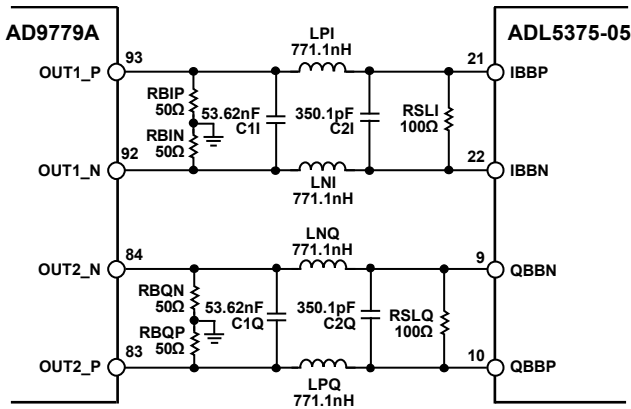 AD9779A
ADL5375-05
LPI
771.1nH
93
21
OUT1_P
IBBP
RBIP
50Ω
53.62nF
C1I
350.1pF
C2I
RSLI
100Ω
RBIN
50Ω
92
22
OUT1_N
IBBN
LNI
771.1nH
LNQ
771.1nH
84
9
OUT2_N
QBBN
RBQN
50Ω
53.62nF
C1Q
350.1pF
C2Q
RSLQ
100Ω
RBQP
50Ω
83
10
OUT2_P
QBBP
LPQ
771.1nH